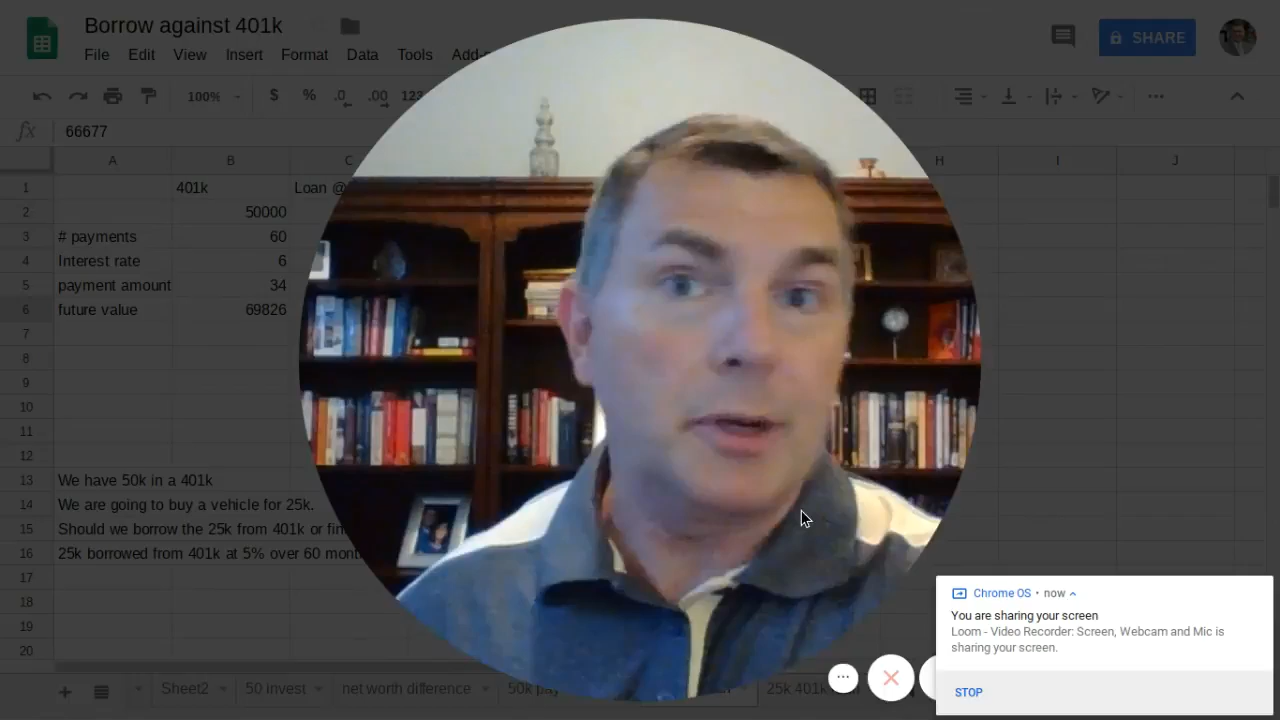 Borrow against 401k
File Edit View Insert Format Data Tools
SHARE
100% $ % .0 .00 123
fx 66677
A B C H I J
1 401k Loan @
2 50000
3 # payments 60
4 Interest rate 6
5 payment amount 34
6 future value 69826
7
8
9
10
11
12
13 We have 50k in a 401k
14 We are going to buy a vehicle for 25k.
15 Should we borrow the 25k from 401k or
16 25k borrowed from 401k at 5% over 60
17
18
19
20
Chrome OS • now
You are sharing your screen
Loom - Video Recorder: Screen, Webcam and Mic is
sharing your screen.
STOP
Sheet2 50 invest net worth difference 50k 25k 401